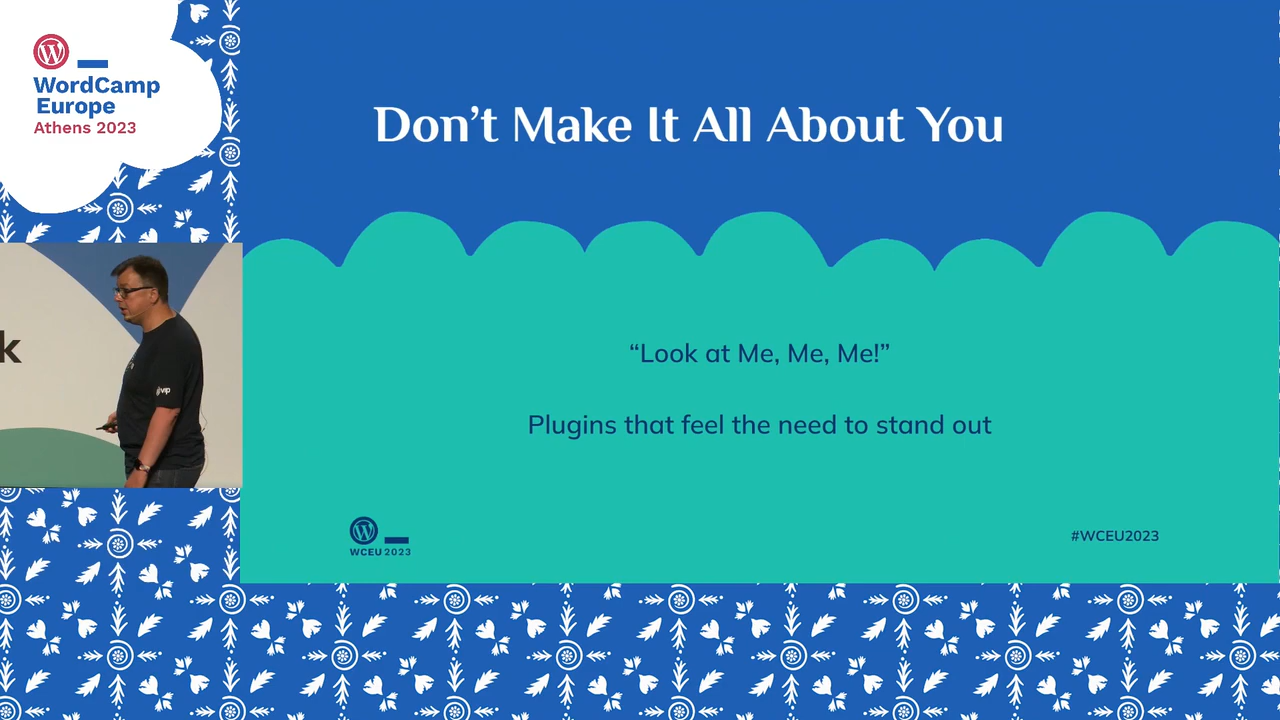 WordCamp
Europe
Athens 2023
Don’t Make It All About You
“Look at Me, Me, Me!”
Plugins that feel the need to stand out
k
vip
WCEU 2023
#WCEU2023